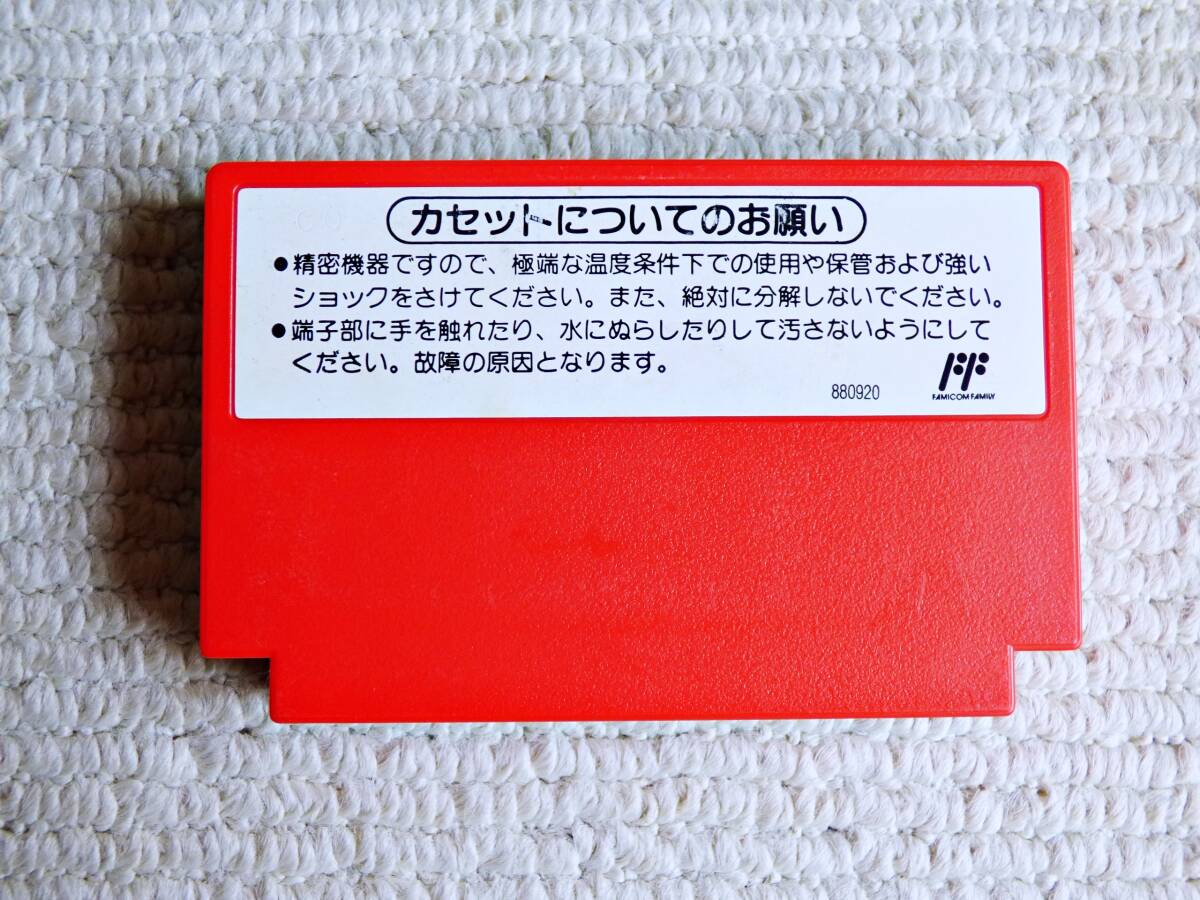 カセットについてのお願い
●精密機器ですので、極端な温度条件下での使用や保管および強い
ショックをさけてください。また、絶対に分解しないでください。
●端子部に手を触れたり、水にぬらしたりして汚さないようにして
ください。故障の原因となります。
880920
FAMICOM FAMILY